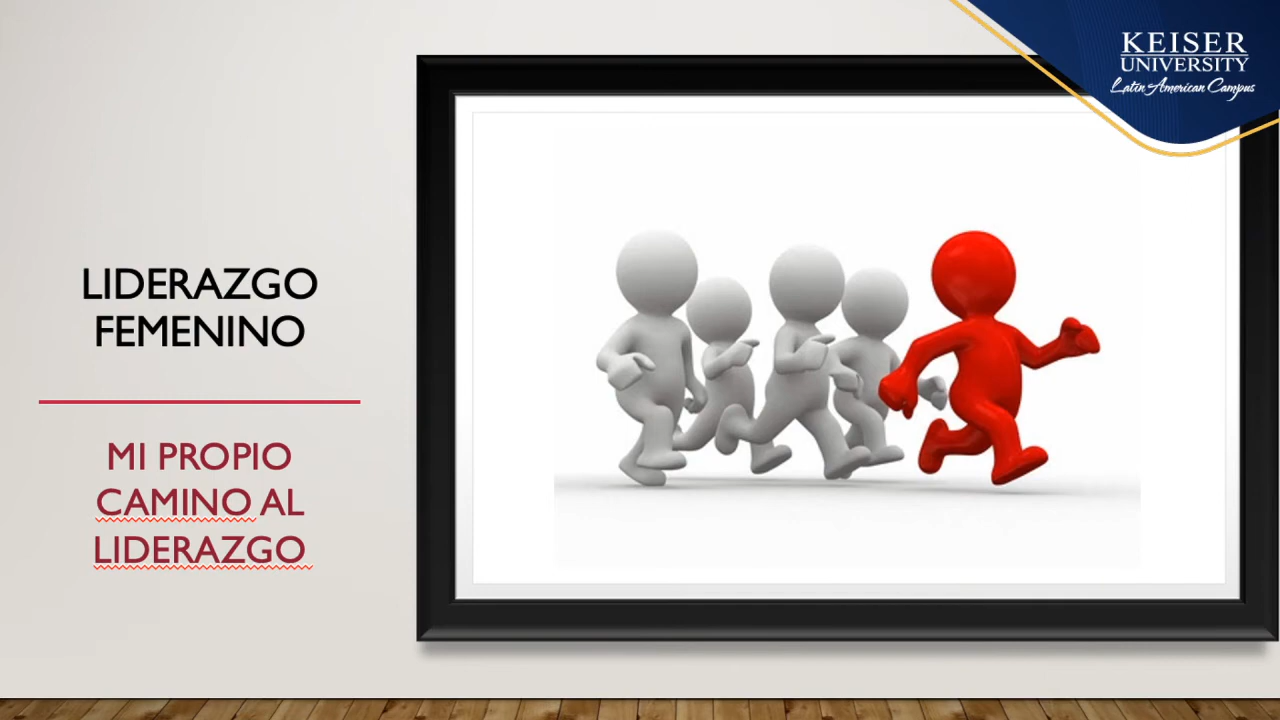 KEISER
UNIVERSITY
Latin American Campus
LIDERAZGO
FEMENINO
MI PROPIO
CAMINO AL
LIDERAZGO